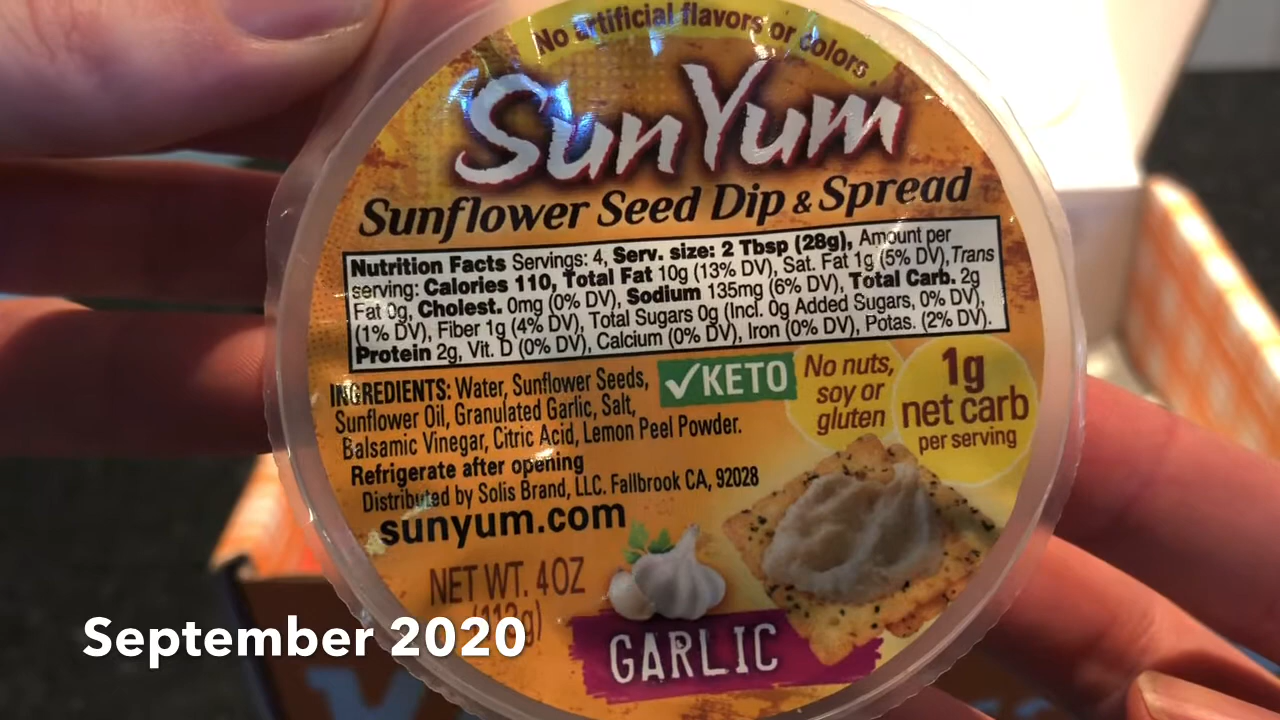 No artificial flavors or colors
SunYum
Sunflower Seed Dip & Spread
Nutrition Facts Servings: 4, Serv. size: 2 Tbsp (28g), Amount per
serving: Calories 110, Total Fat 10g (13% DV), Sat. Fat 1g (5% DV), Trans
Fat 0g, Cholest. 0mg (0% DV), Sodium 135mg (6% DV), Total Carb. 2g
(1% DV), Fiber 1g (4% DV), Total Sugars 0g (Incl. 0g Added Sugars, 0% DV),
Protein 2g, Vit. D (0% DV), Calcium (0% DV), Iron (0% DV), Potas. (2% DV).
INGREDIENTS: Water, Sunflower Seeds,
Sunflower Oil, Granulated Garlic, Salt,
Balsamic Vinegar, Citric Acid, Lemon Peel Powder.
Refrigerate after opening
Distributed by Solis Brand, LLC. Fallbrook CA, 92028
sunyum.com
✓KETO
No nuts,
soy or
gluten
1g
net carb
per serving
NET WT. 4OZ
(113g)
GARLIC
September 2020